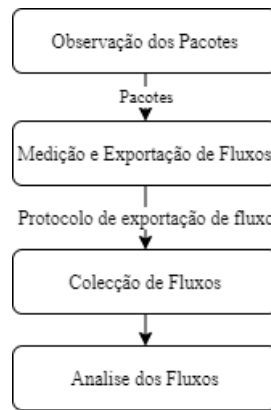 Observação dos Pacotes
Pacotes
Medição e Exportação de Fluxos
Protocolo de exportação de fluxo
Colecção de Fluxos
Analise dos Fluxos